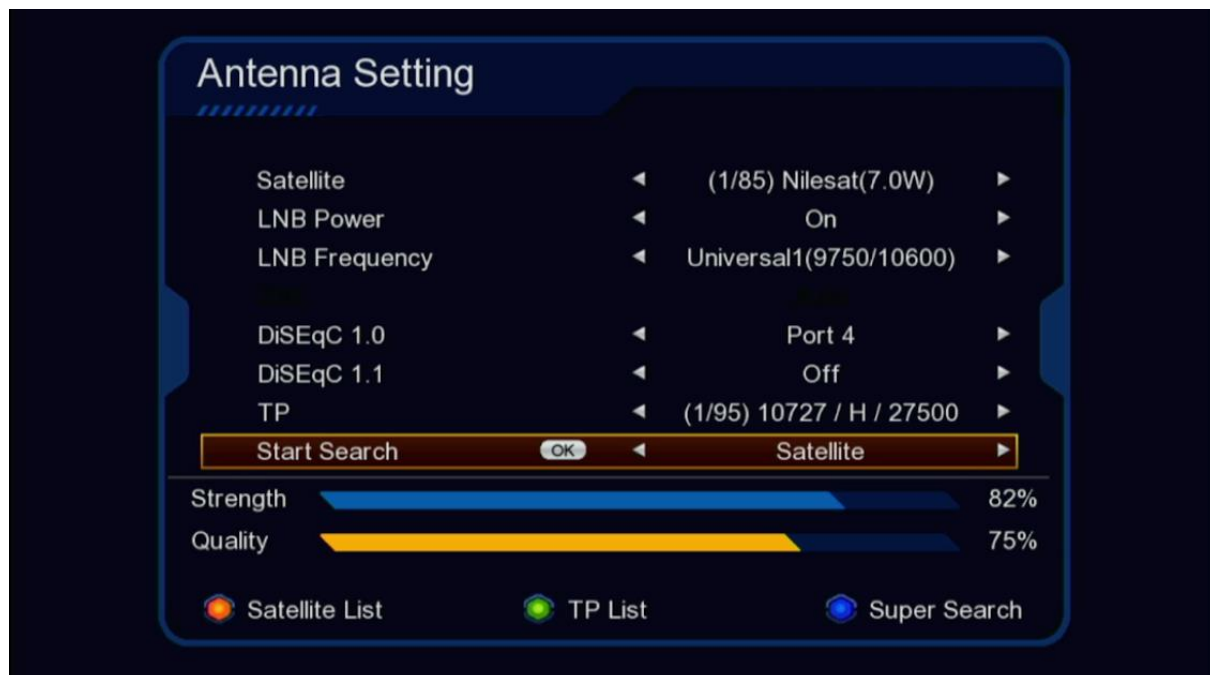 Antenna Setting
Satellite (1/85) Nilesat(7.0W)
LNB Power On
LNB Frequency Universal1(9750/10600)
DiSEqC 1.0 Port 4
DiSEqC 1.1 Off
TP (1/95) 10727 / H / 27500
Start Search OK Satellite
Strength 82%
Quality 75%
Satellite List TP List Super Search